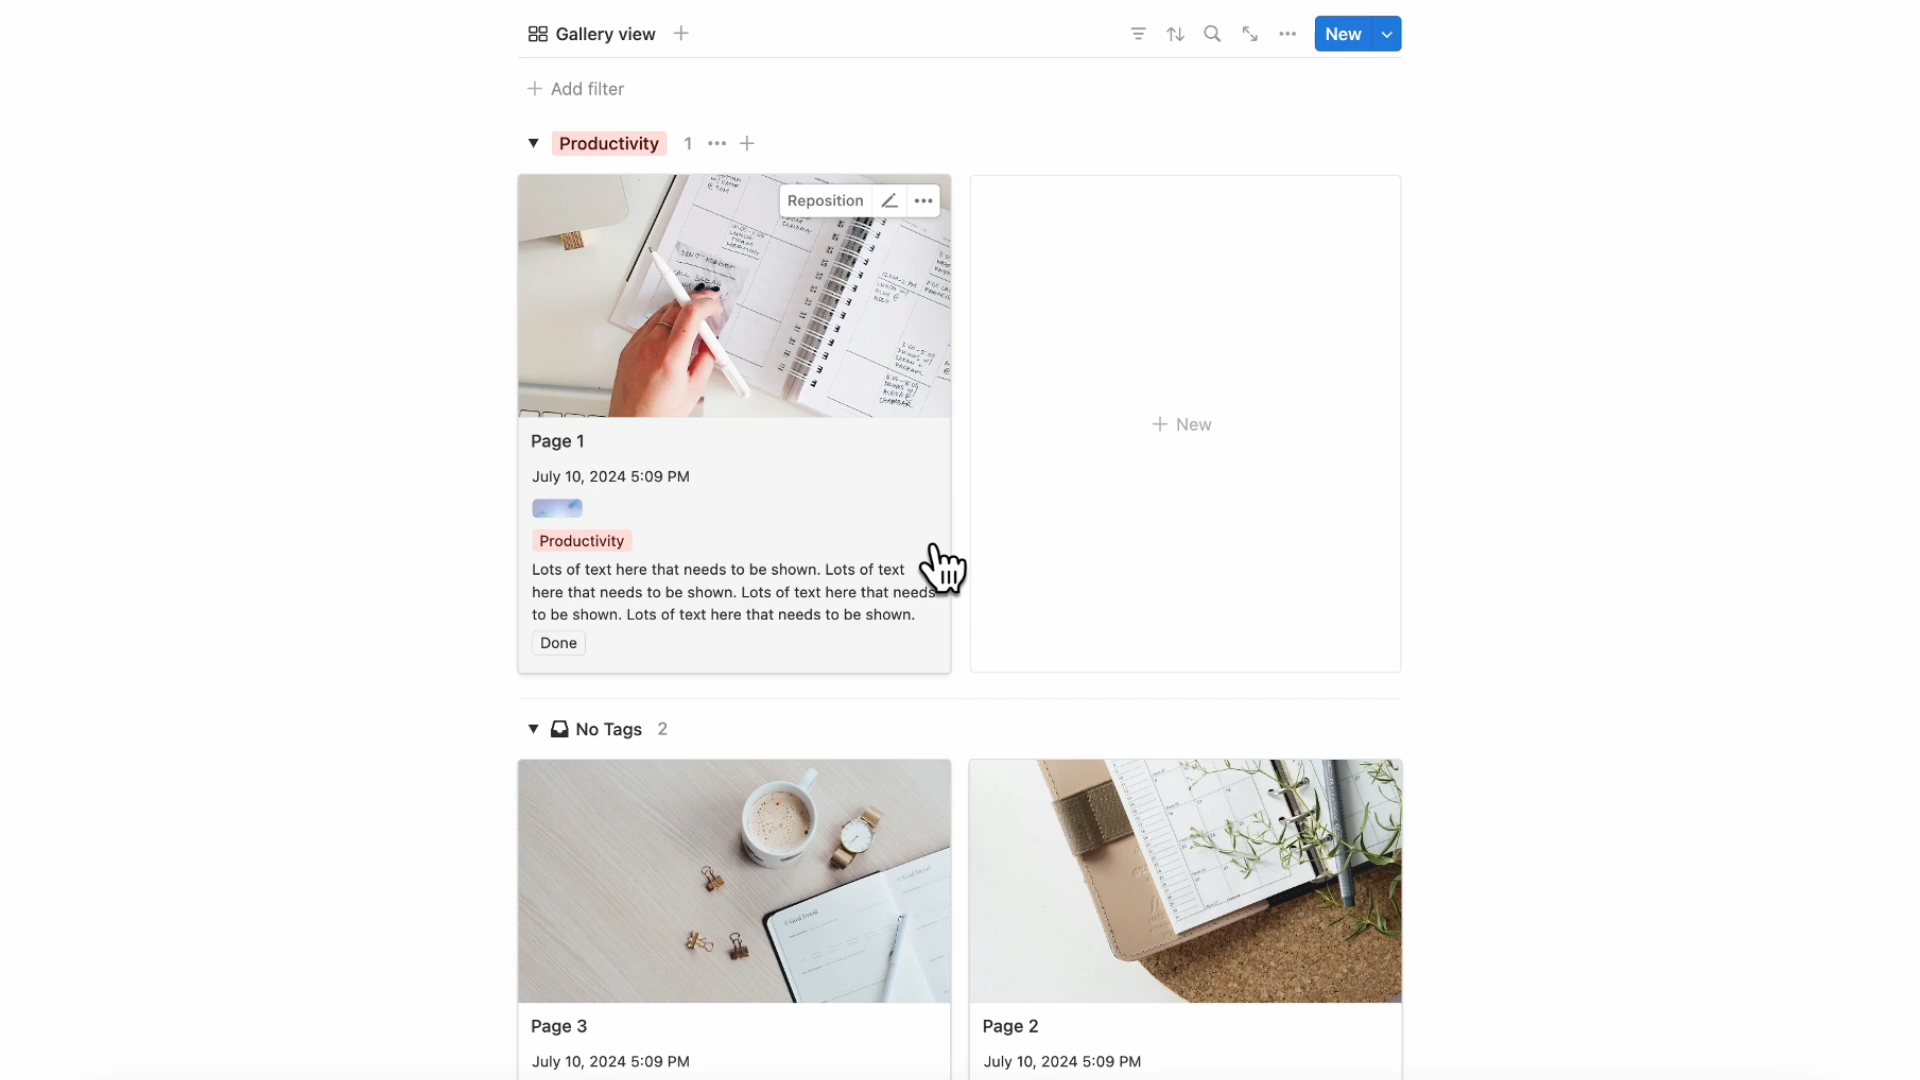 Gallery view
New
Add filter
Productivity 1
Reposition
Page 1
July 10, 2024 5:09 PM
Productivity
Lots of text here that needs to be shown. Lots of text
here that needs to be shown. Lots of text here that needs
to be shown. Lots of text here that needs to be shown.
Done
New
No Tags 2
Page 3
July 10, 2024 5:09 PM
Page 2
July 10, 2024 5:09 PM